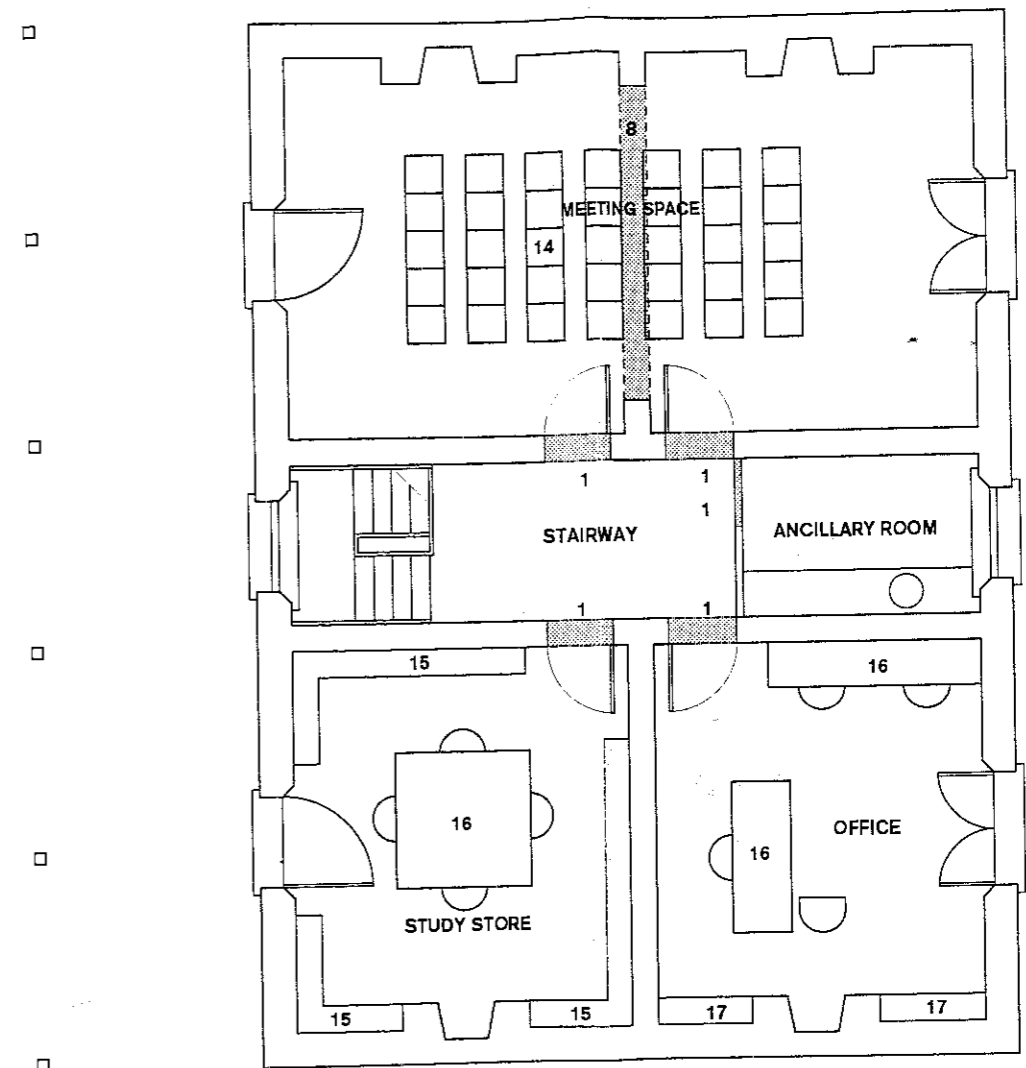 8
MEETING SPACE
14
1 1
1
STAIRWAY
ANCILLARY ROOM
1 1
15
16
16
16
OFFICE
STUDY STORE
15
15
17
17